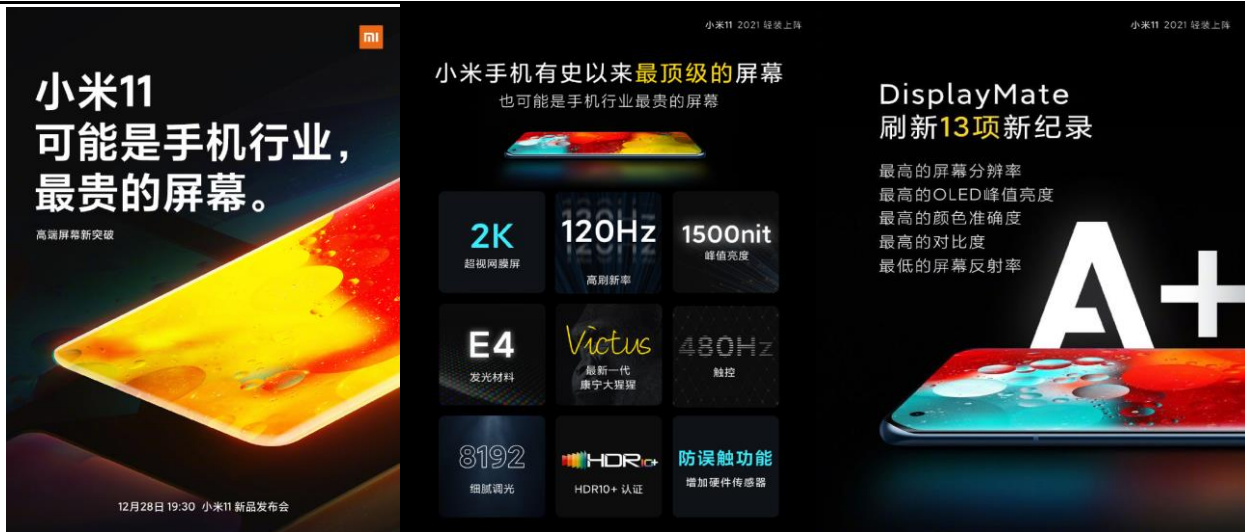 小米11
可能是手机行业,
最贵的屏幕。
高端屏幕新突破
12月28日 19:30 小米11 新品发布会
小米11 2021 轻装上阵
小米手机有史以来最顶级的屏幕
也可能是手机行业最贵的屏幕
2K
超视网膜屏
120Hz
高刷新率
1500nit
峰值亮度
E4
发光材料
Victus
最新一代
康宁大猩猩
480Hz
触控
8192
细腻调光
HDR10+
HDR10+ 认证
防误触功能
增加硬件传感器
小米11 2021 轻装上阵
DisplayMate
刷新13项新纪录
最高的屏幕分辨率
最高的OLED峰值亮度
最高的颜色准确度
最高的对比度
最低的屏幕反射率
A+